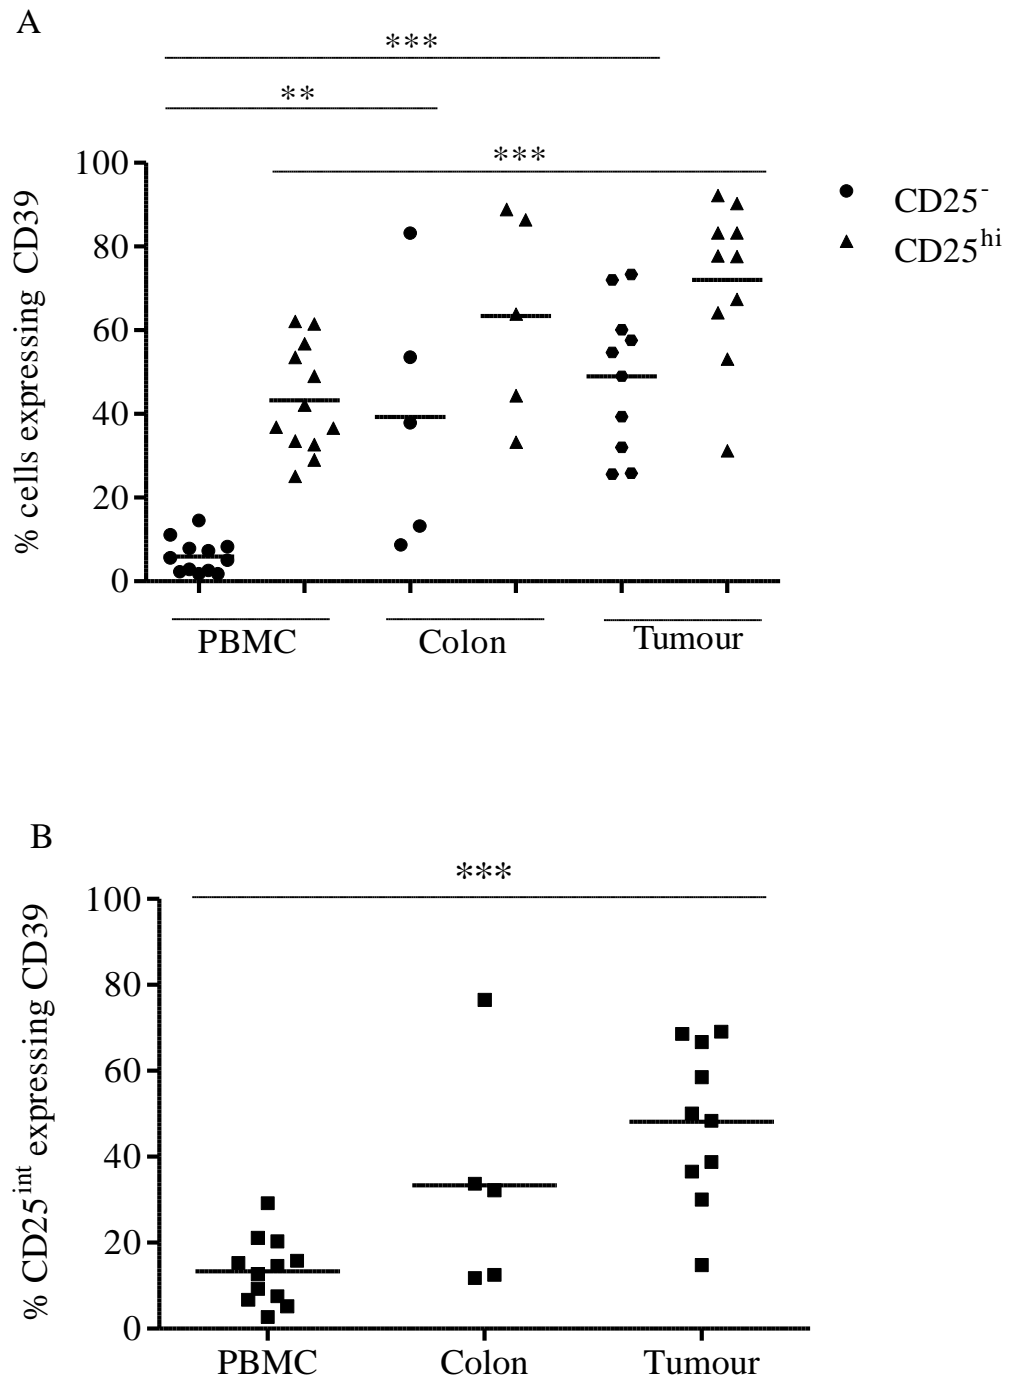 A
***
**
***
100
80
60
40
20
0
% cells expressing CD39
CD25⁻
CD25ʰⁱ
PBMC Colon Tumour
B
***
100
80
60
40
20
0
% CD25ⁱⁿᵗ expressing CD39
PBMC Colon Tumour